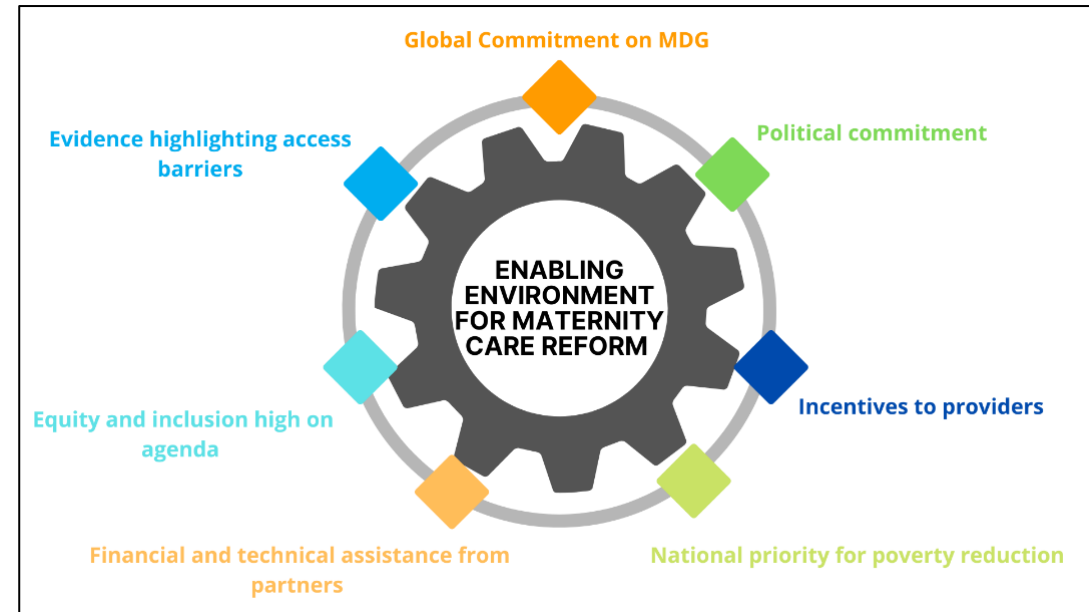 Global Commitment on MDG
Political commitment
Evidence highlighting access
barriers
ENABLING
ENVIRONMENT
FOR MATERNITY
CARE REFORM
Incentives to providers
Equity and inclusion high on
agenda
Financial and technical assistance from
partners
National priority for poverty reduction